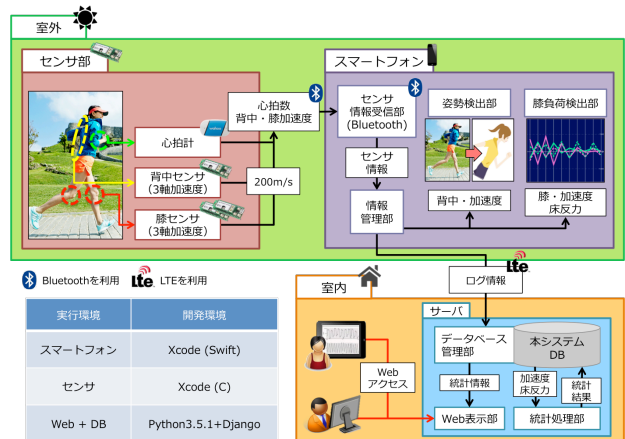 室外
センサ部
心拍計
背中センサ
(3軸加速度)
膝センサ
(3軸加速度)
200m/s
心拍数
背中・膝加速度
スマートフォン
センサ
情報受信部
(Bluetooth)
センサ
情報
情報
管理部
姿勢検出部
背中・加速度
膝負荷検出部
膝・加速度
床反力
Bluetoothを利用
Lte
LTEを利用
Lte
ログ情報
実行環境
開発環境
スマートフォン
Xcode (Swift)
センサ
Xcode (C)
Web + DB
Python3.5.1+Django
室内
Web
アクセス
サーバ
データベース
管理部
統計情報
Web表示部
本システム
DB
加速度
床反力
統計
結果
統計処理部